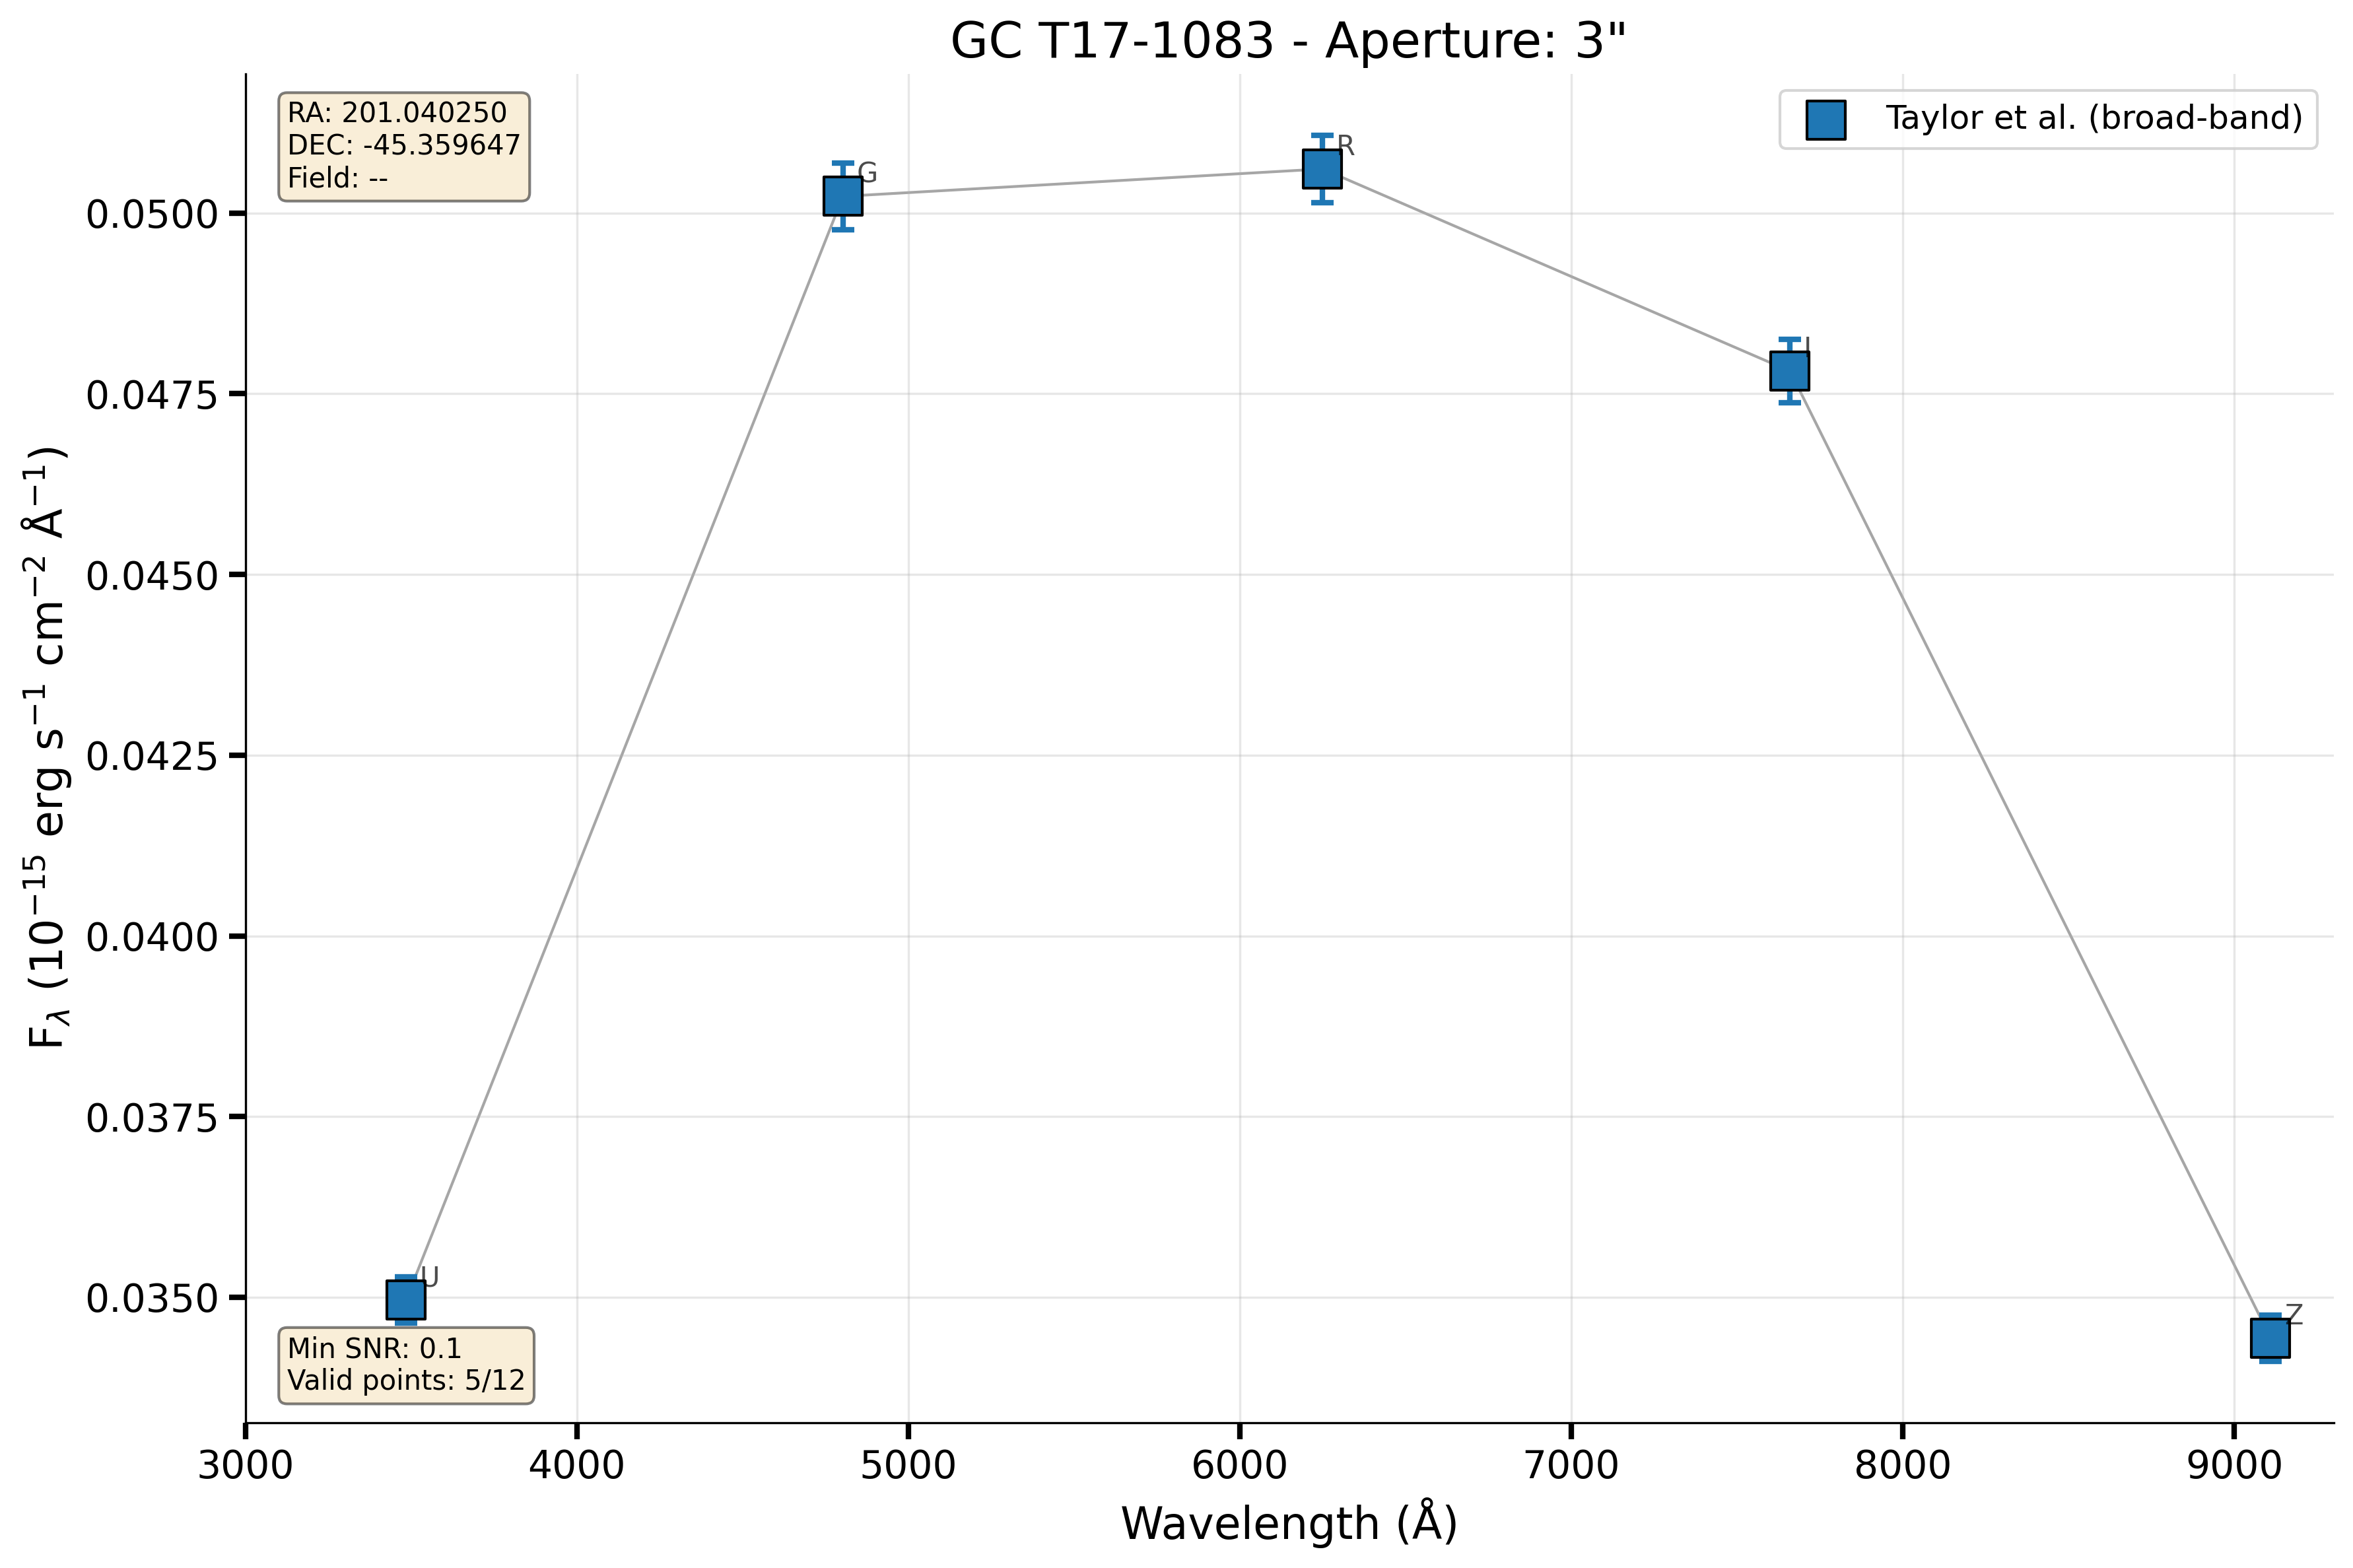 GC T17-1083 - Aperture: 3"
RA: 201.040250
DEC: -45.359647
Field: --
Taylor et al. (broad-band)
G
R
I
U
Z
0.0500
0.0475
0.0450
0.0425
0.0400
0.0375
0.0350
F_λ (10⁻¹⁵ erg s⁻¹ cm⁻² Å⁻¹)
Min SNR: 0.1
Valid points: 5/12
3000 4000 5000 6000 7000 8000 9000
Wavelength (Å)